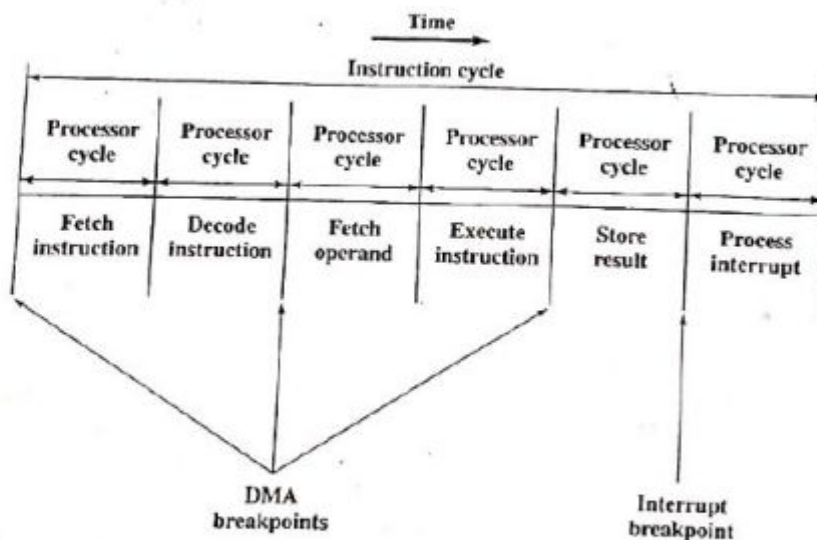 Time
Instruction cycle
Processor cycle
Processor cycle
Processor cycle
Processor cycle
Processor cycle
Processor cycle
Fetch instruction
Decode instruction
Fetch operand
Execute instruction
Store result
Process interrupt
DMA breakpoints
Interrupt breakpoint